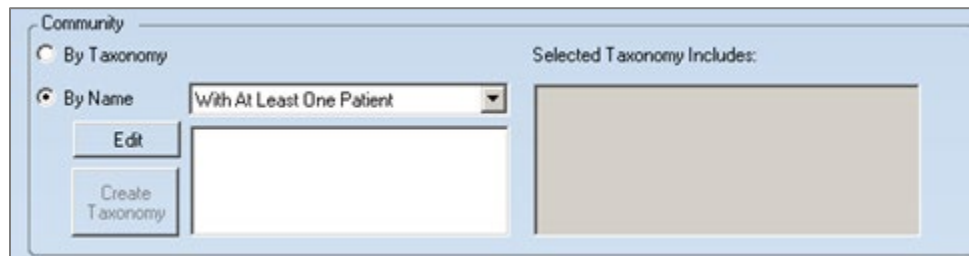 Community
By Taxonomy
Selected Taxonomy Includes:
By Name
With At Least One Patient
Edit
Create
Taxonomy